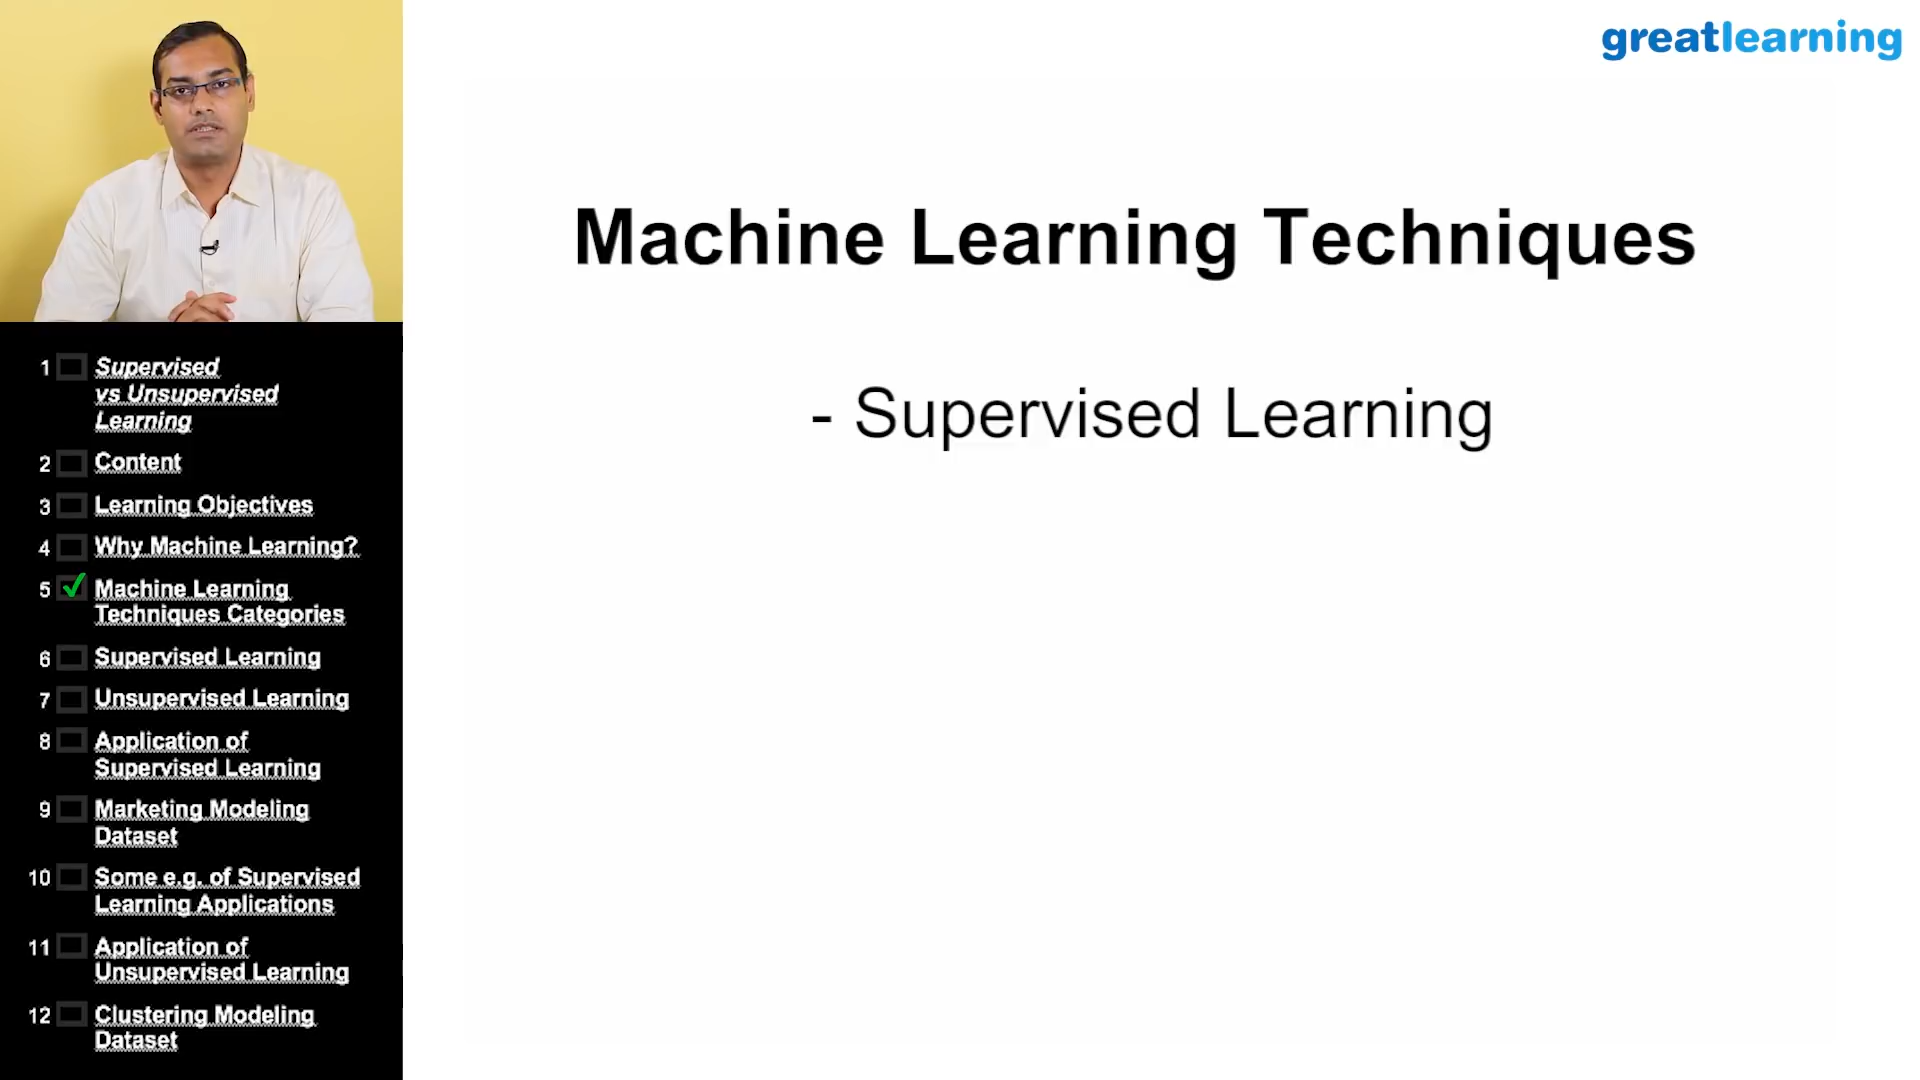 greatlearning
Machine Learning Techniques
- Supervised Learning
1 Supervised
vs Unsupervised
Learning
2 Content
3 Learning Objectives
4 Why Machine Learning?
5 ✓ Machine Learning
Techniques Categories
6 Supervised Learning
7 Unsupervised Learning
8 Application of
Supervised Learning
9 Marketing Modeling
Dataset
10 Some e.g. of Supervised
Learning Applications
11 Application of
Unsupervised Learning
12 Clustering Modeling
Dataset